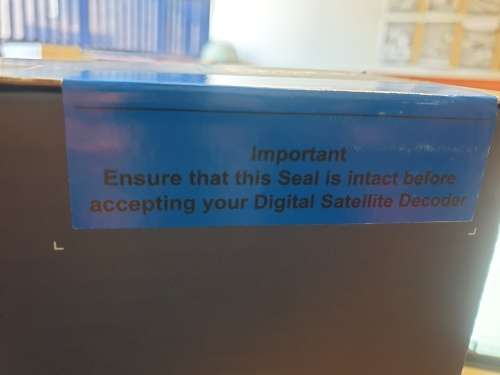 Important
Ensure that this Seal is intact before
accepting your Digital Satellite Decoder